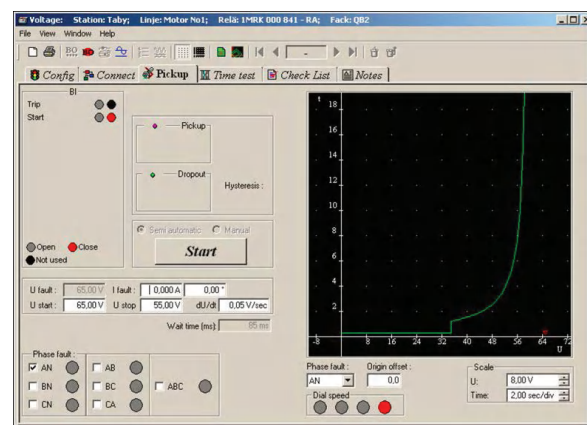 Voltage: Station: Taby; Linje: Motor No1; Relä: 1MRK 000 841 - RA; Fack: QB2
File View Window Help
Config Connect Pickup Time test Check List Notes
BI
Trip
Start
Pickup
Dropout
Hysteresis :
Semi automatic Manual
Start
Open Close
Not used
U fault : 65,00 V I fault : 0,000 A 0,00 °
U start : 65,00 V U stop 55,00 V dU/dt 0,05 V/sec
Wait time (ms): 85 ms
Phase fault :
AN AB
BN BC ABC
CN CA
t
18
16
14
12
10
8
6
4
2
-8 8 16 24 32 40 48 56 64 72
U
Phase fault : Origin offset :
AN 0,0
Dial speed
Scale
U: 8,00 V
Time: 2,00 sec/div